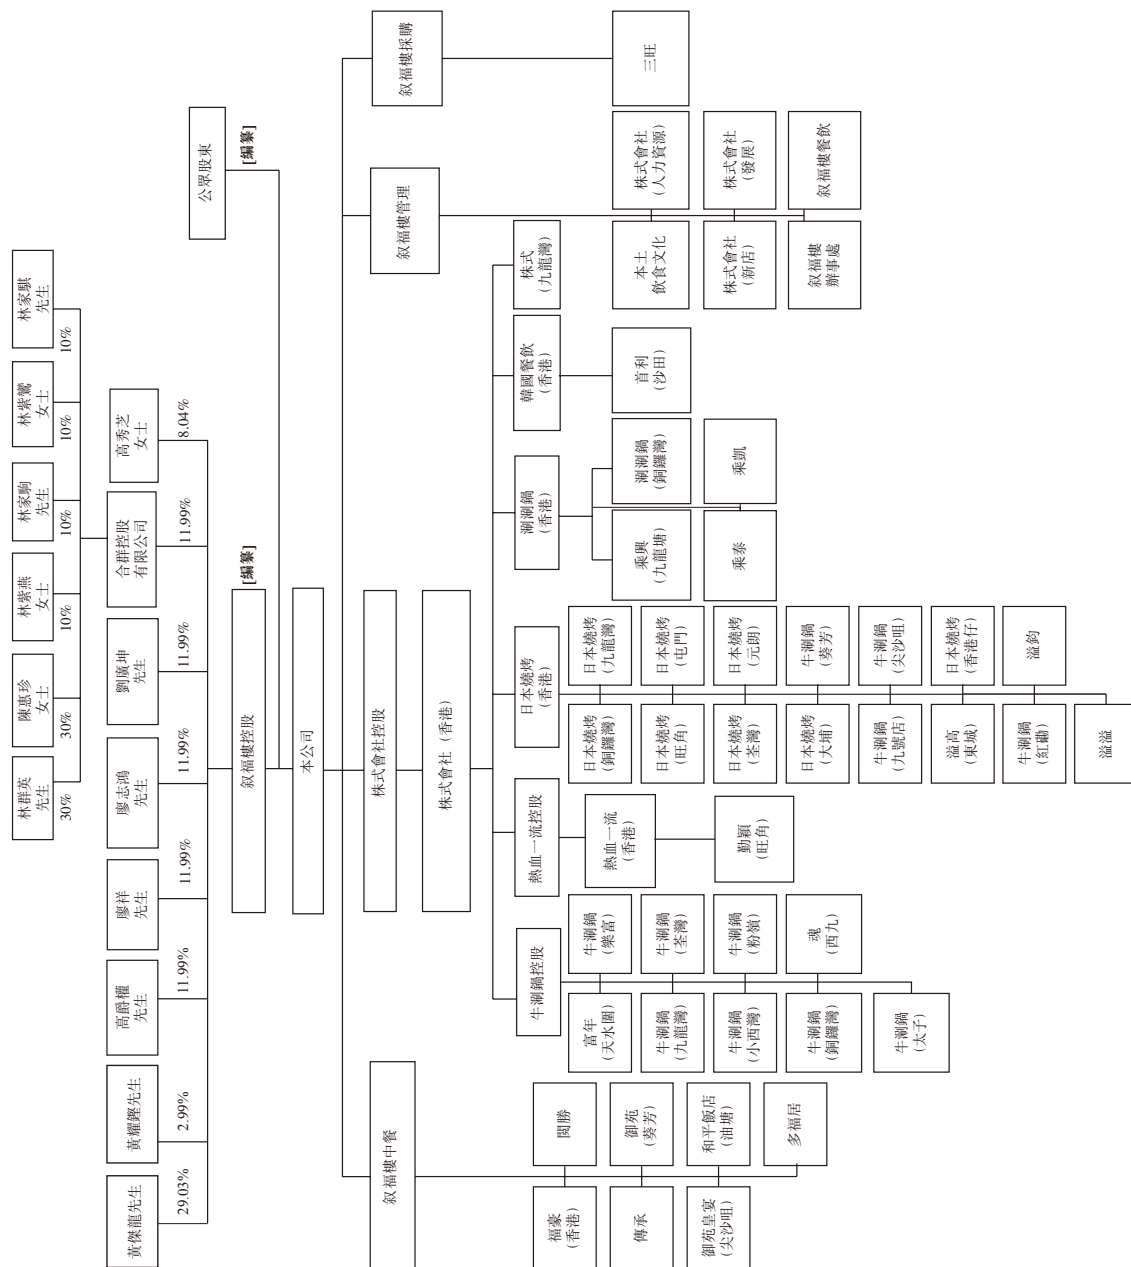 林群英
先生
30%
陳惠珍
女士
30%
林紫燕
女士
10%
林家駒
先生
10%
林紫鶯
女士
10%
林家騏
先生
10%
黃傑龍先生
29.03%
黃耀鏗先生
2.99%
高爵權
先生
11.99%
廖祥
先生
11.99%
廖志鴻
先生
11.99%
劉廣坤
先生
11.99%
合群控股
有限公司
11.99%
高秀芝
女士
8.04%
公眾股東
[編纂]
叙福樓控股
[編纂]
本公司
株式會社控股
株式會社（香港）
叙福樓中餐
叙福樓管理
叙福樓採購
牛涮鍋控股
熱血一流控股
日本燒烤
（香港）
涮涮鍋
（香港）
韓國餐飲
（香港）
株式
（九龍灣）
福豪
（香港）
閱勝
傳承
御苑
（葵芳）
御苑皇宴
（尖沙咀）
和平飯店
（油塘）
多福居
富年
（天水圍）
牛涮鍋
（樂富）
牛涮鍋
（九龍灣）
牛涮鍋
（荃灣）
牛涮鍋
（小西灣）
牛涮鍋
（粉嶺）
牛涮鍋
（銅鑼灣）
魂
（西九）
牛涮鍋
（太子）
熱血一流
（香港）
勤穎
（旺角）
日本燒烤
（銅鑼灣）
日本燒烤
（九龍灣）
日本燒烤
（旺角）
日本燒烤
（屯門）
日本燒烤
（荃灣）
日本燒烤
（元朗）
日本燒烤
（大埔）
牛涮鍋
（葵芳）
牛涮鍋
（九號店）
牛涮鍋
（尖沙咀）
溢高
（東城）
日本燒烤
（香港仔）
牛涮鍋
（紅磡）
溢鈞
溢溢
乘興
（九龍塘）
涮涮鍋
（銅鑼灣）
乘泰
乘凱
首利
（沙田）
本土
飲食文化
株式會社
（人力資源）
株式會社
（新店）
株式會社
（發展）
叙福樓
辦事處
叙福樓餐飲
三旺